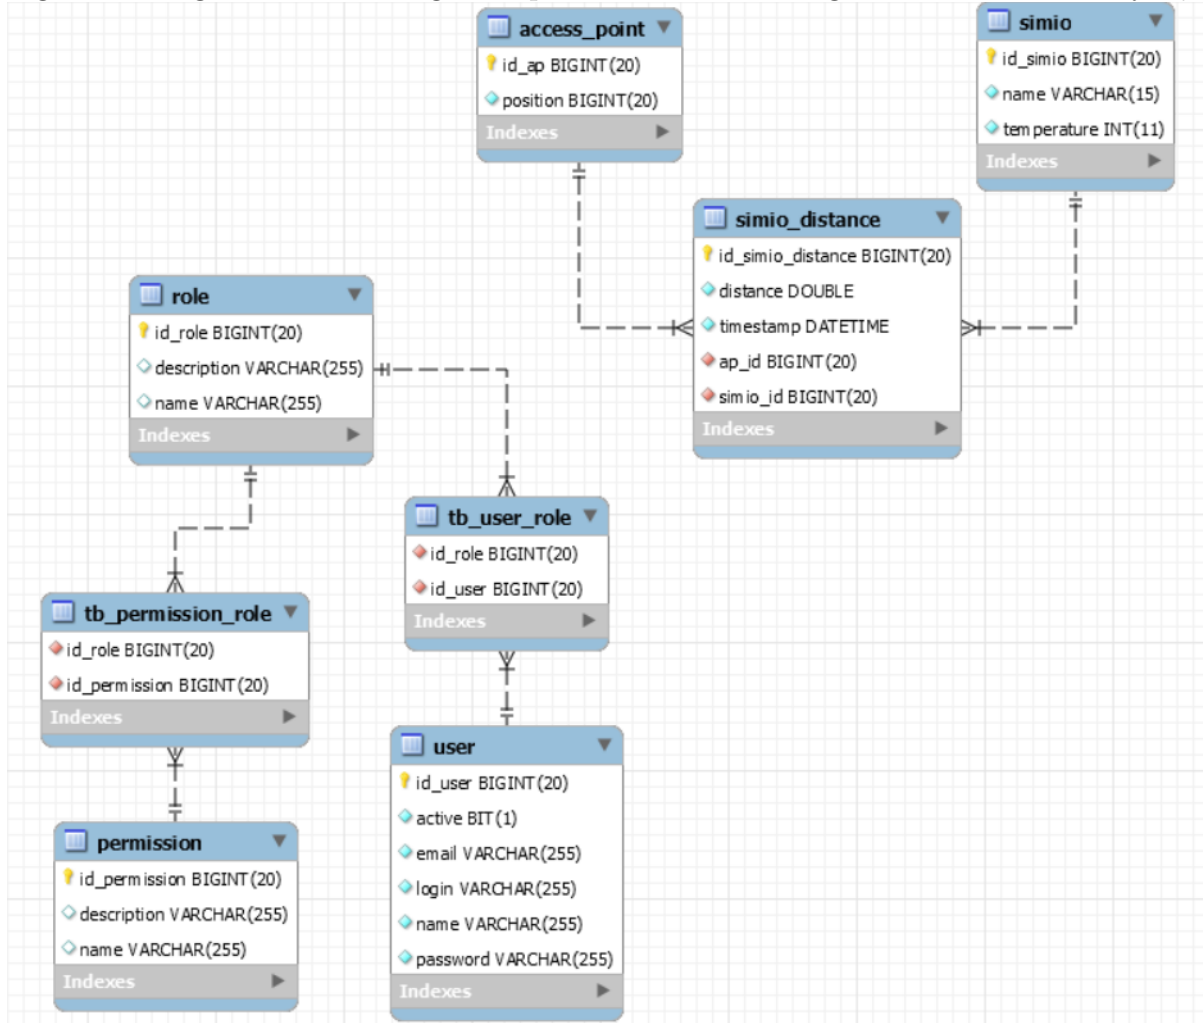 access_point
id_ap BIGINT(20)
position BIGINT(20)
Indexes
simio
id_simio BIGINT(20)
name VARCHAR(15)
temperature INT(11)
Indexes
simio_distance
id_simio_distance BIGINT(20)
distance DOUBLE
timestamp DATETIME
ap_id BIGINT(20)
simio_id BIGINT(20)
Indexes
role
id_role BIGINT(20)
description VARCHAR(255)
name VARCHAR(255)
Indexes
tb_user_role
id_role BIGINT(20)
id_user BIGINT(20)
Indexes
tb_permission_role
id_role BIGINT(20)
id_permission BIGINT(20)
Indexes
user
id_user BIGINT(20)
active BIT(1)
email VARCHAR(255)
login VARCHAR(255)
name VARCHAR(255)
password VARCHAR(255)
Indexes
permission
id_permission BIGINT(20)
description VARCHAR(255)
name VARCHAR(255)
Indexes